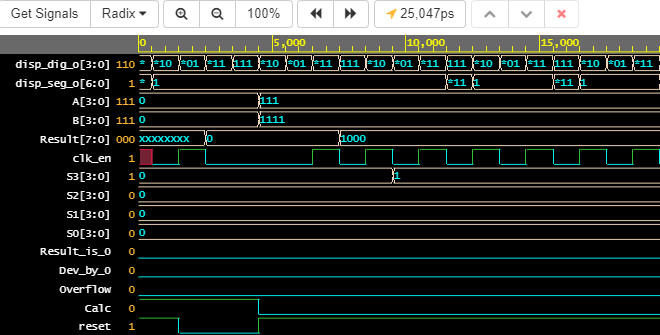 Get Signals Radix 100% 25,047ps
0 5,000 10,000 15,000
disp_dig_o[3:0] 110 * *10 *01 *11 111 *10 *01 *11 111 *10 *01 *11 111 *10 *01 *11 111 *10 *01 *11
disp_seg_o[6:0] 1 * 1 *11 1 *11 1
A[3:0] 111 0 111
B[3:0] 111 0 1111
Result[7:0] 000 xxxxxxxx 0 1000
clk_en 1
S3[3:0] 1 0 1
S2[3:0] 0 0
S1[3:0] 0 0
S0[3:0] 0 0
Result_is_0 0
Dev_by_0 0
Overflow 0
Calc 0
reset 1